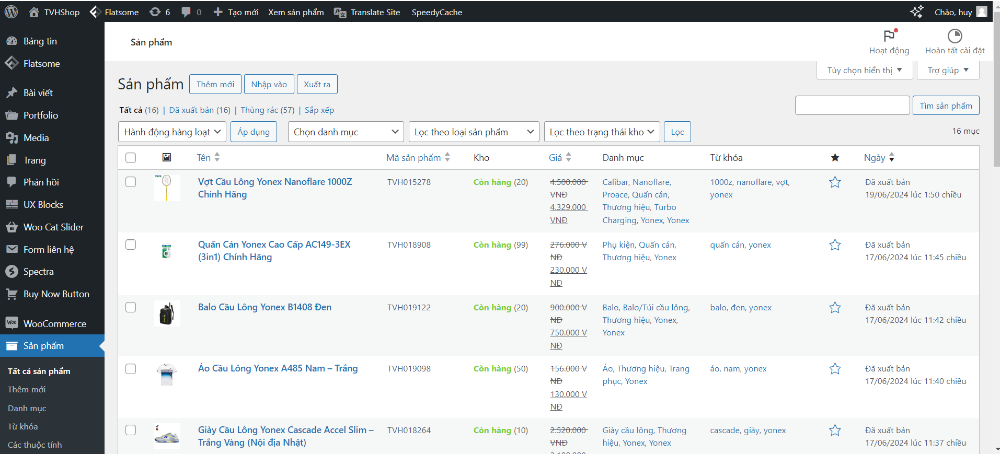 TVHShop
Flatsome
6
0
Tạo mới
Xem sản phẩm
Translate Site
SpeedyCache
Chào, huy
Bảng tin
Flatsome
Bài viết
Portfolio
Media
Trang
Phản hồi
UX Blocks
Woo Cat Slider
Form liên hệ
Spectra
Buy Now Button
WooCommerce
Sản phẩm
Tất cả sản phẩm
Thêm mới
Danh mục
Từ khóa
Các thuộc tính
Sản phẩm
Hoạt động
Hoàn tất cài đặt
Tùy chọn hiển thị
Trợ giúp
Sản phẩm
Thêm mới
Nhập vào
Xuất ra
Tất cả (16) | Đã xuất bản (16) | Thùng rác (57) | Sắp xếp
Tìm sản phẩm
Hành động hàng loạt
Áp dụng
Chọn danh mục
Lọc theo loại sản phẩm
Lọc theo trạng thái kho
Lọc
16 mục
Tên
Mã sản phẩm
Kho
Giá
Danh mục
Từ khóa
Ngày
Vợt Cầu Lông Yonex Nanoflare 1000Z
Chính Hãng
TVH015278
Còn hàng (20)
4.500.000
VNĐ
4.329.000
VNĐ
Calibar, Nanoflare,
Proace, Quấn cán,
Thương hiệu, Turbo
Charging, Yonex, Yonex
1000z, nanoflare, vợt,
yonex
Đã xuất bản
19/06/2024 lúc 1:50 chiều
Quấn Cán Yonex Cao Cấp AC149-3EX
(3in1) Chính Hãng
TVH018908
Còn hàng (99)
276.000 V
NĐ
230.000 V
NĐ
Phụ kiện, Quấn cán,
Thương hiệu, Yonex
quấn cán, yonex
Đã xuất bản
17/06/2024 lúc 11:45 chiều
Balo Cầu Lông Yonex B1408 Đen
TVH019122
Còn hàng (20)
900.000 V
NĐ
750.000 V
NĐ
Balo, Balo/Túi cầu lông,
Thương hiệu, Yonex,
Yonex
balo, đen, yonex
Đã xuất bản
17/06/2024 lúc 11:42 chiều
Áo Cầu Lông Yonex A485 Nam – Trắng
TVH019098
Còn hàng (50)
156.000 V
NĐ
130.000 V
NĐ
Áo, Thương hiệu, Trang
phục, Yonex
áo, nam, yonex
Đã xuất bản
17/06/2024 lúc 11:40 chiều
Giày Cầu Lông Yonex Cascade Accel Slim –
Trắng Vàng (Nội địa Nhật)
TVH018264
Còn hàng (10)
2.520.000
VNĐ
Giày cầu lông, Thương
hiệu, Yonex, Yonex
cascade, giày, yonex
Đã xuất bản
17/06/2024 lúc 11:37 chiều